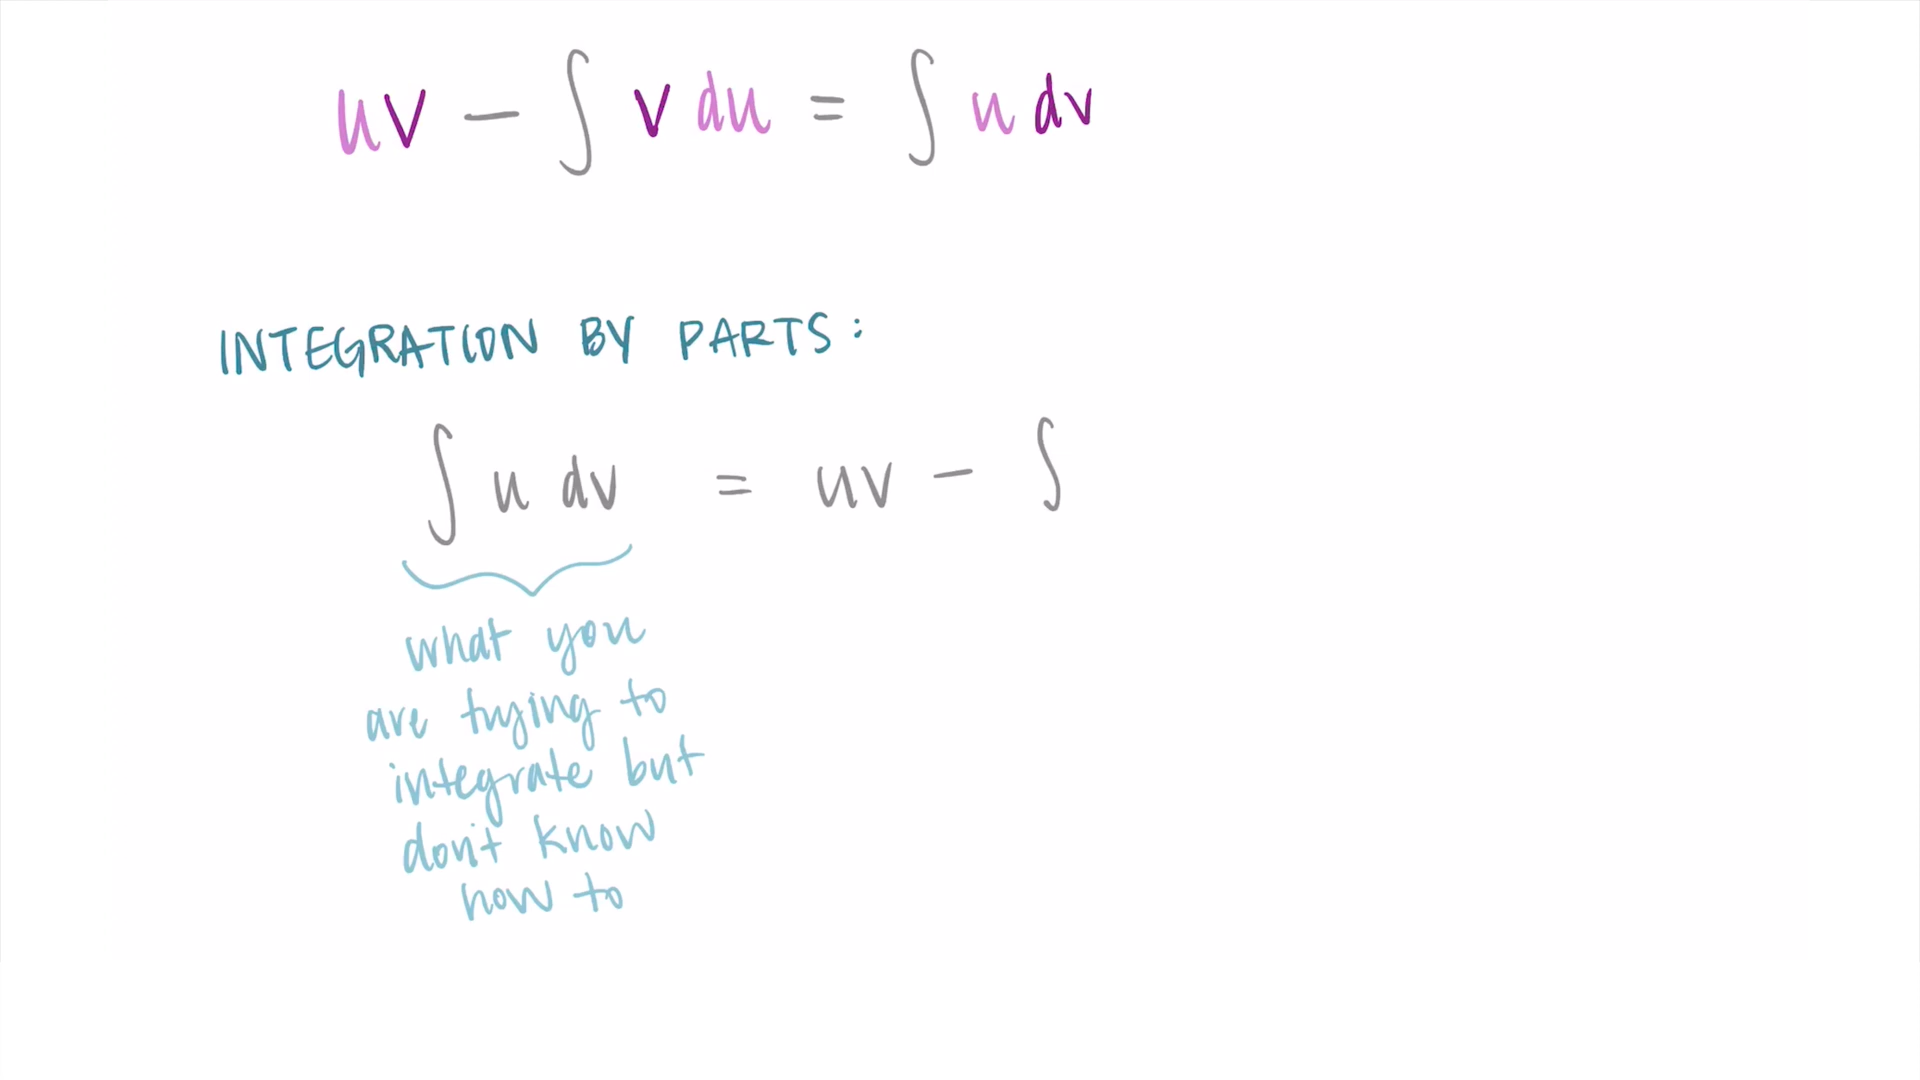 uv − ∫ v du = ∫ u dv
INTEGRATION BY PARTS:
∫ u dv = uv − ∫
what you
are trying to
integrate but
don't know
how to